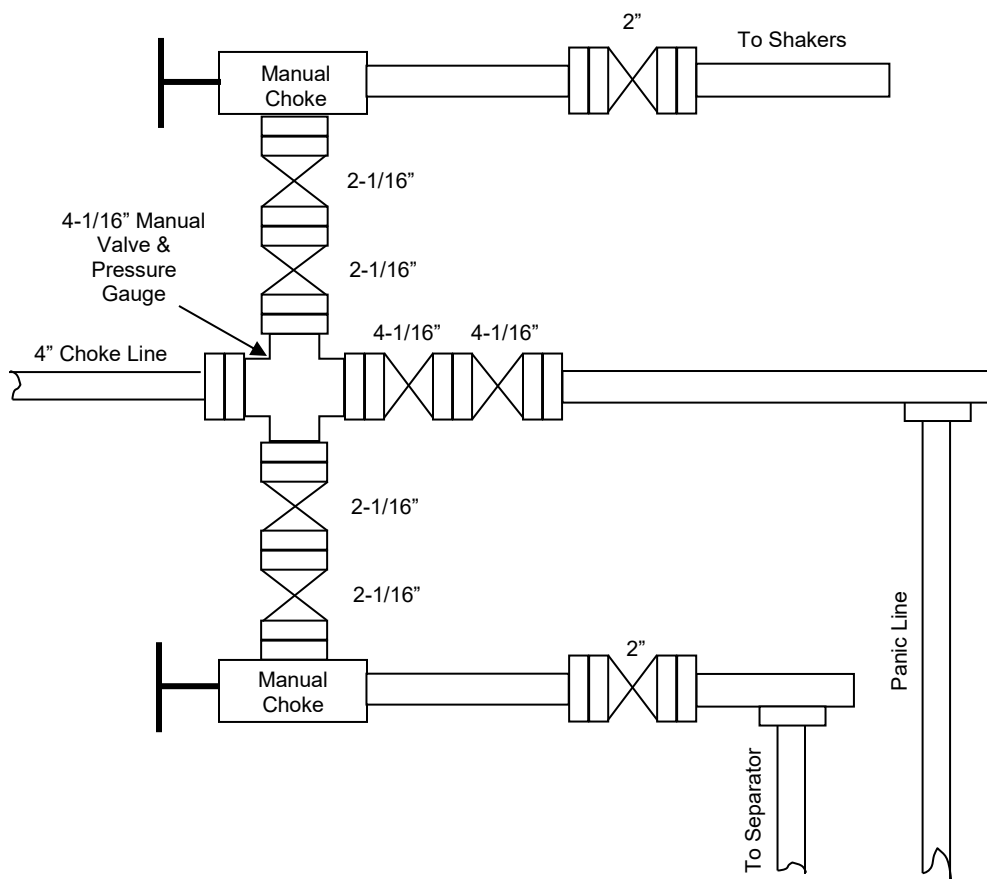 2”
To Shakers
Manual
Choke
2-1/16”
4-1/16” Manual
Valve &
Pressure
Gauge
2-1/16”
4-1/16”
4-1/16”
4” Choke Line
2-1/16”
2-1/16”
2”
Manual
Choke
Panic Line
To Separator